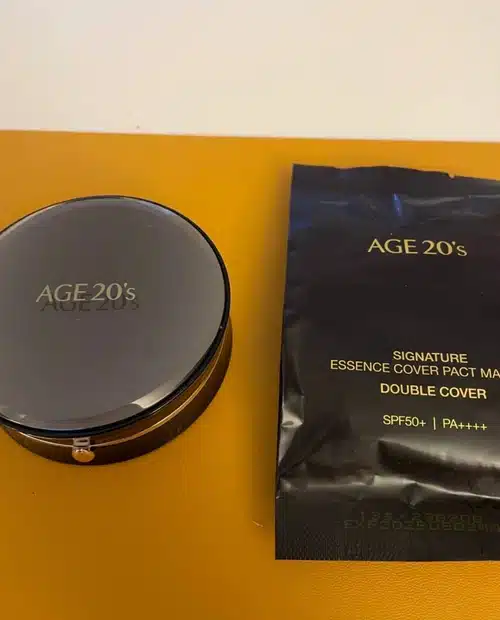 AGE 20's
AGE 20's
SIGNATURE
ESSENCE COVER PACT MA
DOUBLE COVER
SPF50+ | PA++++